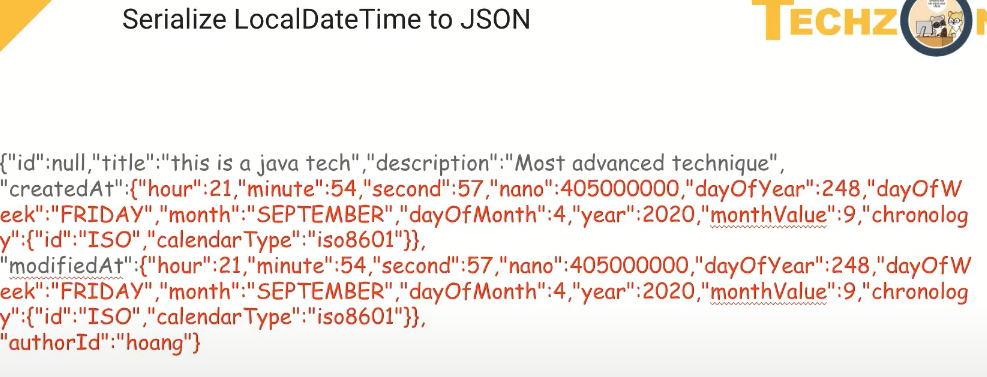 Serialize LocalDateTime to JSON
TECHZ
{"id":null,"title":"this is a java tech","description":"Most advanced technique",
"createdAt":{"hour":21,"minute":54,"second":57,"nano":405000000,"dayOfYear":248,"dayOfW
eek":"FRIDAY","month":"SEPTEMBER","dayOfMonth":4,"year":2020,"monthValue":9,"chronolog
y":{"id":"ISO","calendarType":"iso8601"}},
"modifiedAt":{"hour":21,"minute":54,"second":57,"nano":405000000,"dayOfYear":248,"dayOfW
eek":"FRIDAY","month":"SEPTEMBER","dayOfMonth":4,"year":2020,"monthValue":9,"chronolog
y":{"id":"ISO","calendarType":"iso8601"}},
"authorId":"hoang"}